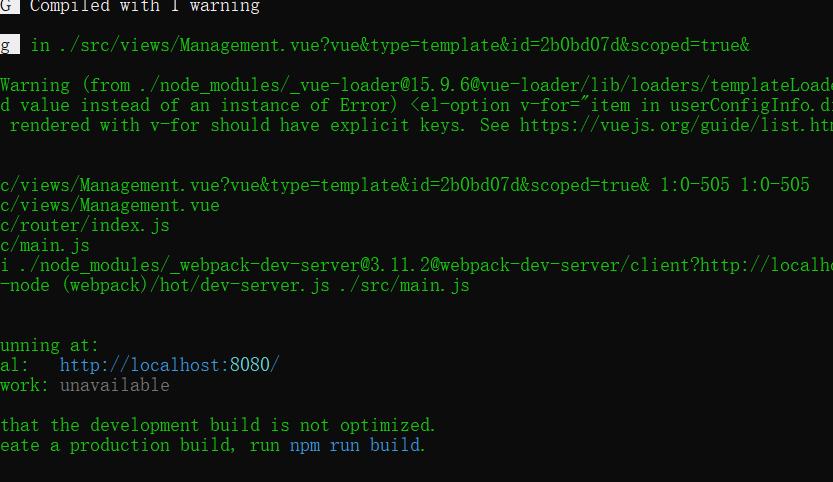 G Compiled with 1 warning
g in ./src/views/Management.vue?vue&type=template&id=2b0bd07d&scoped=true&
Warning (from ./node_modules/_vue-loader@15.9.6@vue-loader/lib/loaders/templateLoade
d value instead of an instance of Error) <el-option v-for="item in userConfigInfo.di
rendered with v-for should have explicit keys. See https://vuejs.org/guide/list.htm
c/views/Management.vue?vue&type=template&id=2b0bd07d&scoped=true& 1:0-505 1:0-505
c/views/Management.vue
c/router/index.js
c/main.js
i ./node_modules/_webpack-dev-server@3.11.2@webpack-dev-server/client?http://localho
-node (webpack)/hot/dev-server.js ./src/main.js
unning at:
al: http://localhost:8080/
work: unavailable
that the development build is not optimized.
eate a production build, run npm run build.